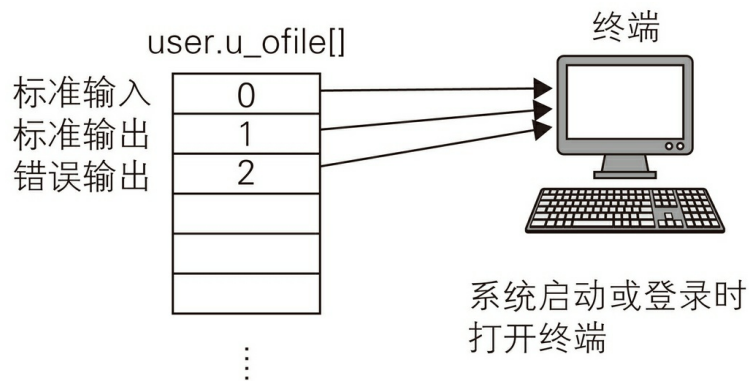 user.u_ofile[]
终端
标准输入
0
标准输出
1
错误输出
2
系统启动或登录时
打开终端
⋮